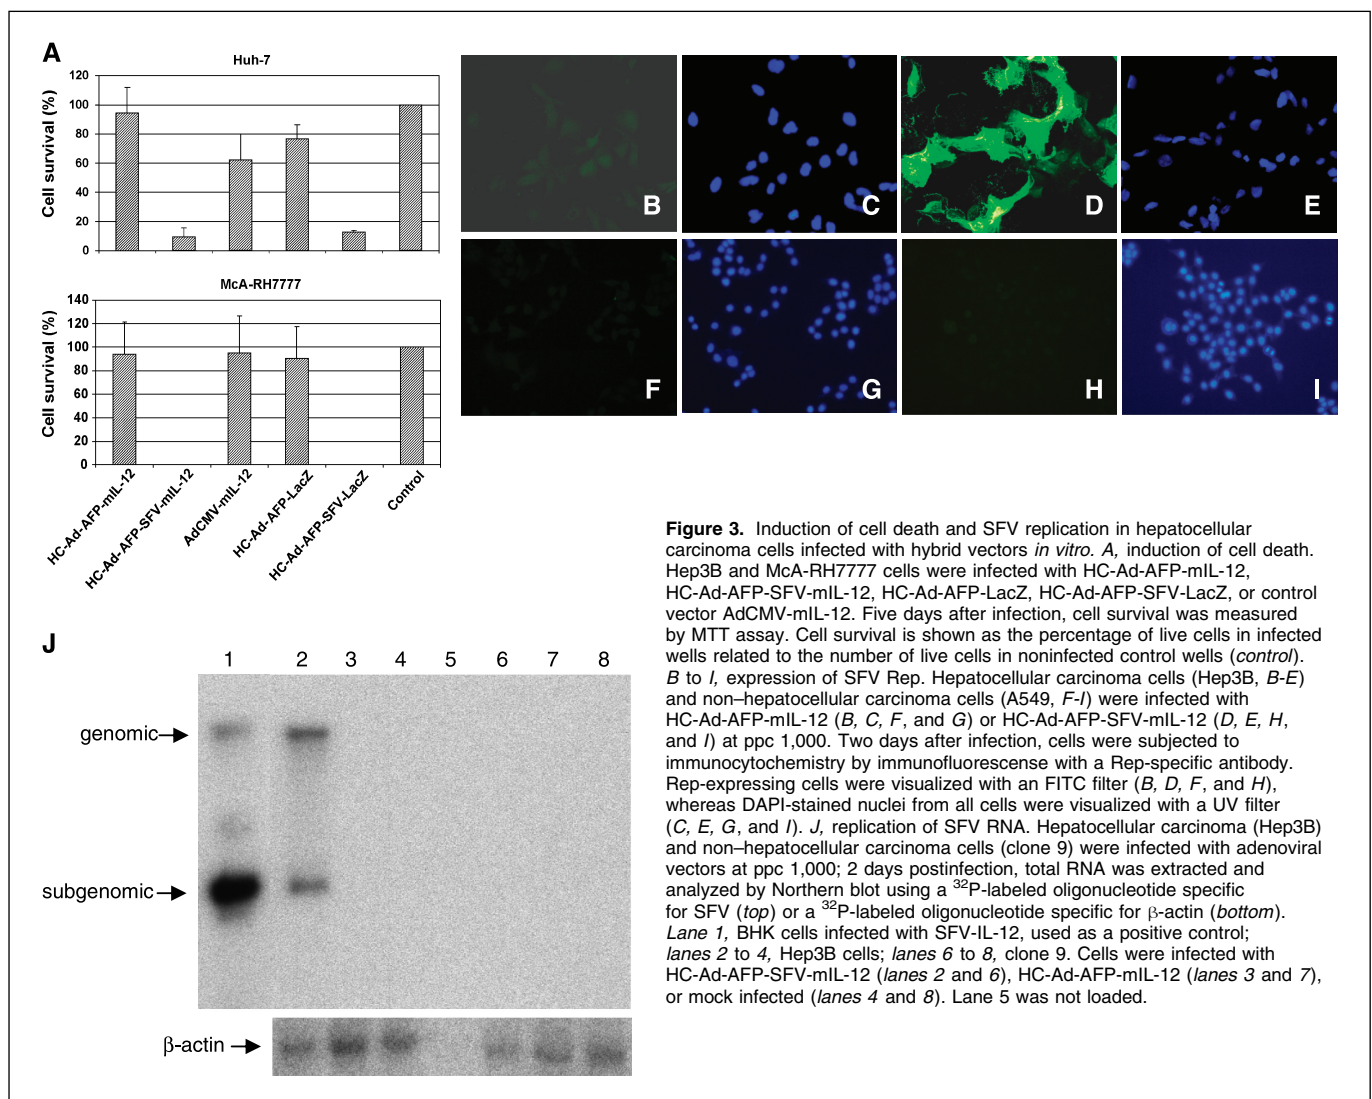 A
Huh-7
Cell survival (%)
120
100
80
60
40
20
0
McA-RH7777
Cell survival (%)
140
120
100
80
60
40
20
0
HC-Ad-AFP-mIL-12
HC-Ad-AFP-SFV-mIL-12
AdCMV-mIL-12
HC-Ad-AFP-LacZ
HC-Ad-AFP-SFV-LacZ
Control
B
C
D
E
F
G
H
I
J
1 2 3 4 5 6 7 8
genomic
subgenomic
β-actin
Figure 3. Induction of cell death and SFV replication in hepatocellular
carcinoma cells infected with hybrid vectors in vitro. A, induction of cell death.
Hep3B and McA-RH7777 cells were infected with HC-Ad-AFP-mIL-12,
HC-Ad-AFP-SFV-mIL-12, HC-Ad-AFP-LacZ, HC-Ad-AFP-SFV-LacZ, or control
vector AdCMV-mIL-12. Five days after infection, cell survival was measured
by MTT assay. Cell survival is shown as the percentage of live cells in infected
wells related to the number of live cells in noninfected control wells (control).
B to I, expression of SFV Rep. Hepatocellular carcinoma cells (Hep3B, B-E)
and non–hepatocellular carcinoma cells (A549, F-I) were infected with
HC-Ad-AFP-mIL-12 (B, C, F, and G) or HC-Ad-AFP-SFV-mIL-12 (D, E, H,
and I) at ppc 1,000. Two days after infection, cells were subjected to
immunocytochemistry by immunofluorescense with a Rep-specific antibody.
Rep-expressing cells were visualized with an FITC filter (B, D, F, and H),
whereas DAPI-stained nuclei from all cells were visualized with a UV filter
(C, E, G, and I). J, replication of SFV RNA. Hepatocellular carcinoma (Hep3B)
and non–hepatocellular carcinoma cells (clone 9) were infected with adenoviral
vectors at ppc 1,000; 2 days postinfection, total RNA was extracted and
analyzed by Northern blot using a ³²P-labeled oligonucleotide specific
for SFV (top) or a ³²P-labeled oligonucleotide specific for β-actin (bottom).
Lane 1, BHK cells infected with SFV-IL-12, used as a positive control;
lanes 2 to 4, Hep3B cells; lanes 6 to 8, clone 9. Cells were infected with
HC-Ad-AFP-SFV-mIL-12 (lanes 2 and 6), HC-Ad-AFP-mIL-12 (lanes 3 and 7),
or mock infected (lanes 4 and 8). Lane 5 was not loaded.